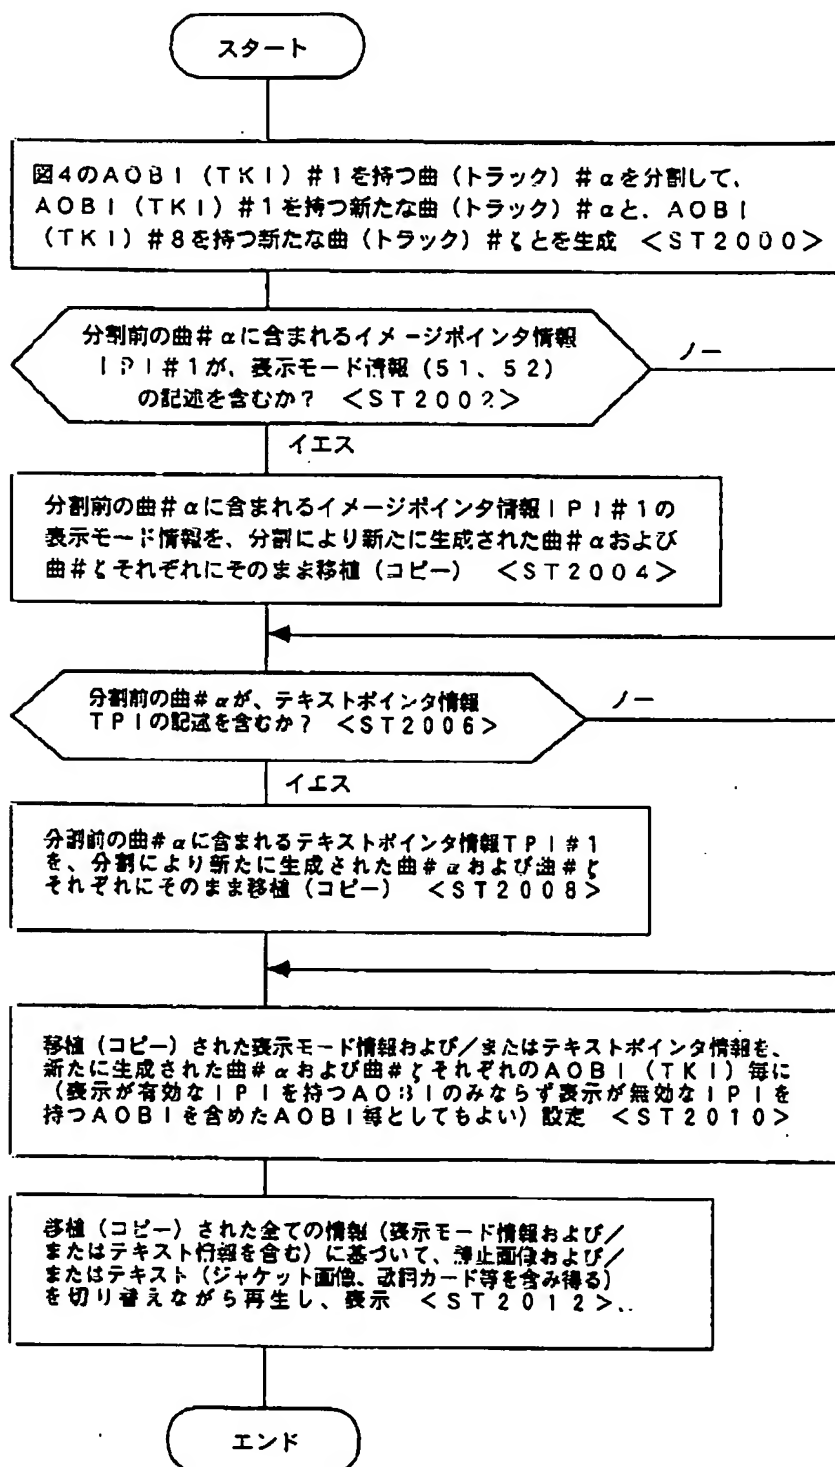 スタート
図4のAOBI(TKI)#1を持つ曲(トラック)#αを分割して、
AOBI(TKI)#1を持つ新たな曲(トラック)#αと、AOBI
(TKI)#8を持つ新たな曲(トラック)#ζとを生成 <ST2000>
分割前の曲#αに含まれるイメージポインタ情報
IPI#1が、表示モード情報(51、52)
の記述を含むか? <ST2002>
ノー
イエス
分割前の曲#αに含まれるイメージポインタ情報IPI#1の
表示モード情報を、分割により新たに生成された曲#αおよび
曲#ζそれぞれにそのまま移植(コピー) <ST2004>
分割前の曲#αが、テキストポインタ情報
TPIの記述を含むか? <ST2006>
ノー
イエス
分割前の曲#αに含まれるテキストポインタ情報TPI#1
を、分割により新たに生成された曲#αおよび曲#ζ
それぞれにそのまま移植(コピー) <ST2008>
移植(コピー)された表示モード情報および/またはテキストポインタ情報を、
新たに生成された曲#αおよび曲#ζそれぞれのAOBI(TKI)毎に
(表示が有効なIPIを持つAOBIのみならず表示が無効なIPIを
持つAOBIを含めたAOBI毎としてもよい)設定 <ST2010>
移植(コピー)された全ての情報(表示モード情報および/
またはテキスト情報を含む)に基づいて、静止画像および/
またはテキスト(ジャケット画像、歌詞カード等を含み得る)
を切り替えながら再生し、表示 <ST2012>
エンド